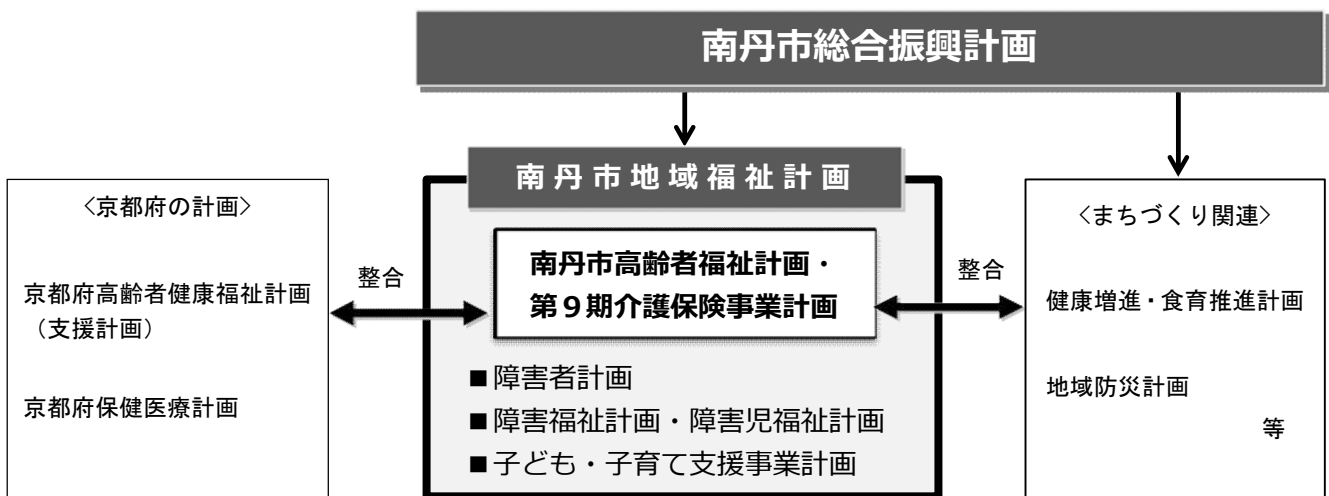 南丹市総合振興計画
南丹市地域福祉計画
〈京都府の計画〉
京都府高齢者健康福祉計画
（支援計画）
京都府保健医療計画
整合
南丹市高齢者福祉計画・
第９期介護保険事業計画
■障害者計画
■障害福祉計画・障害児福祉計画
■子ども・子育て支援事業計画
整合
〈まちづくり関連〉
健康増進・食育推進計画
地域防災計画
等